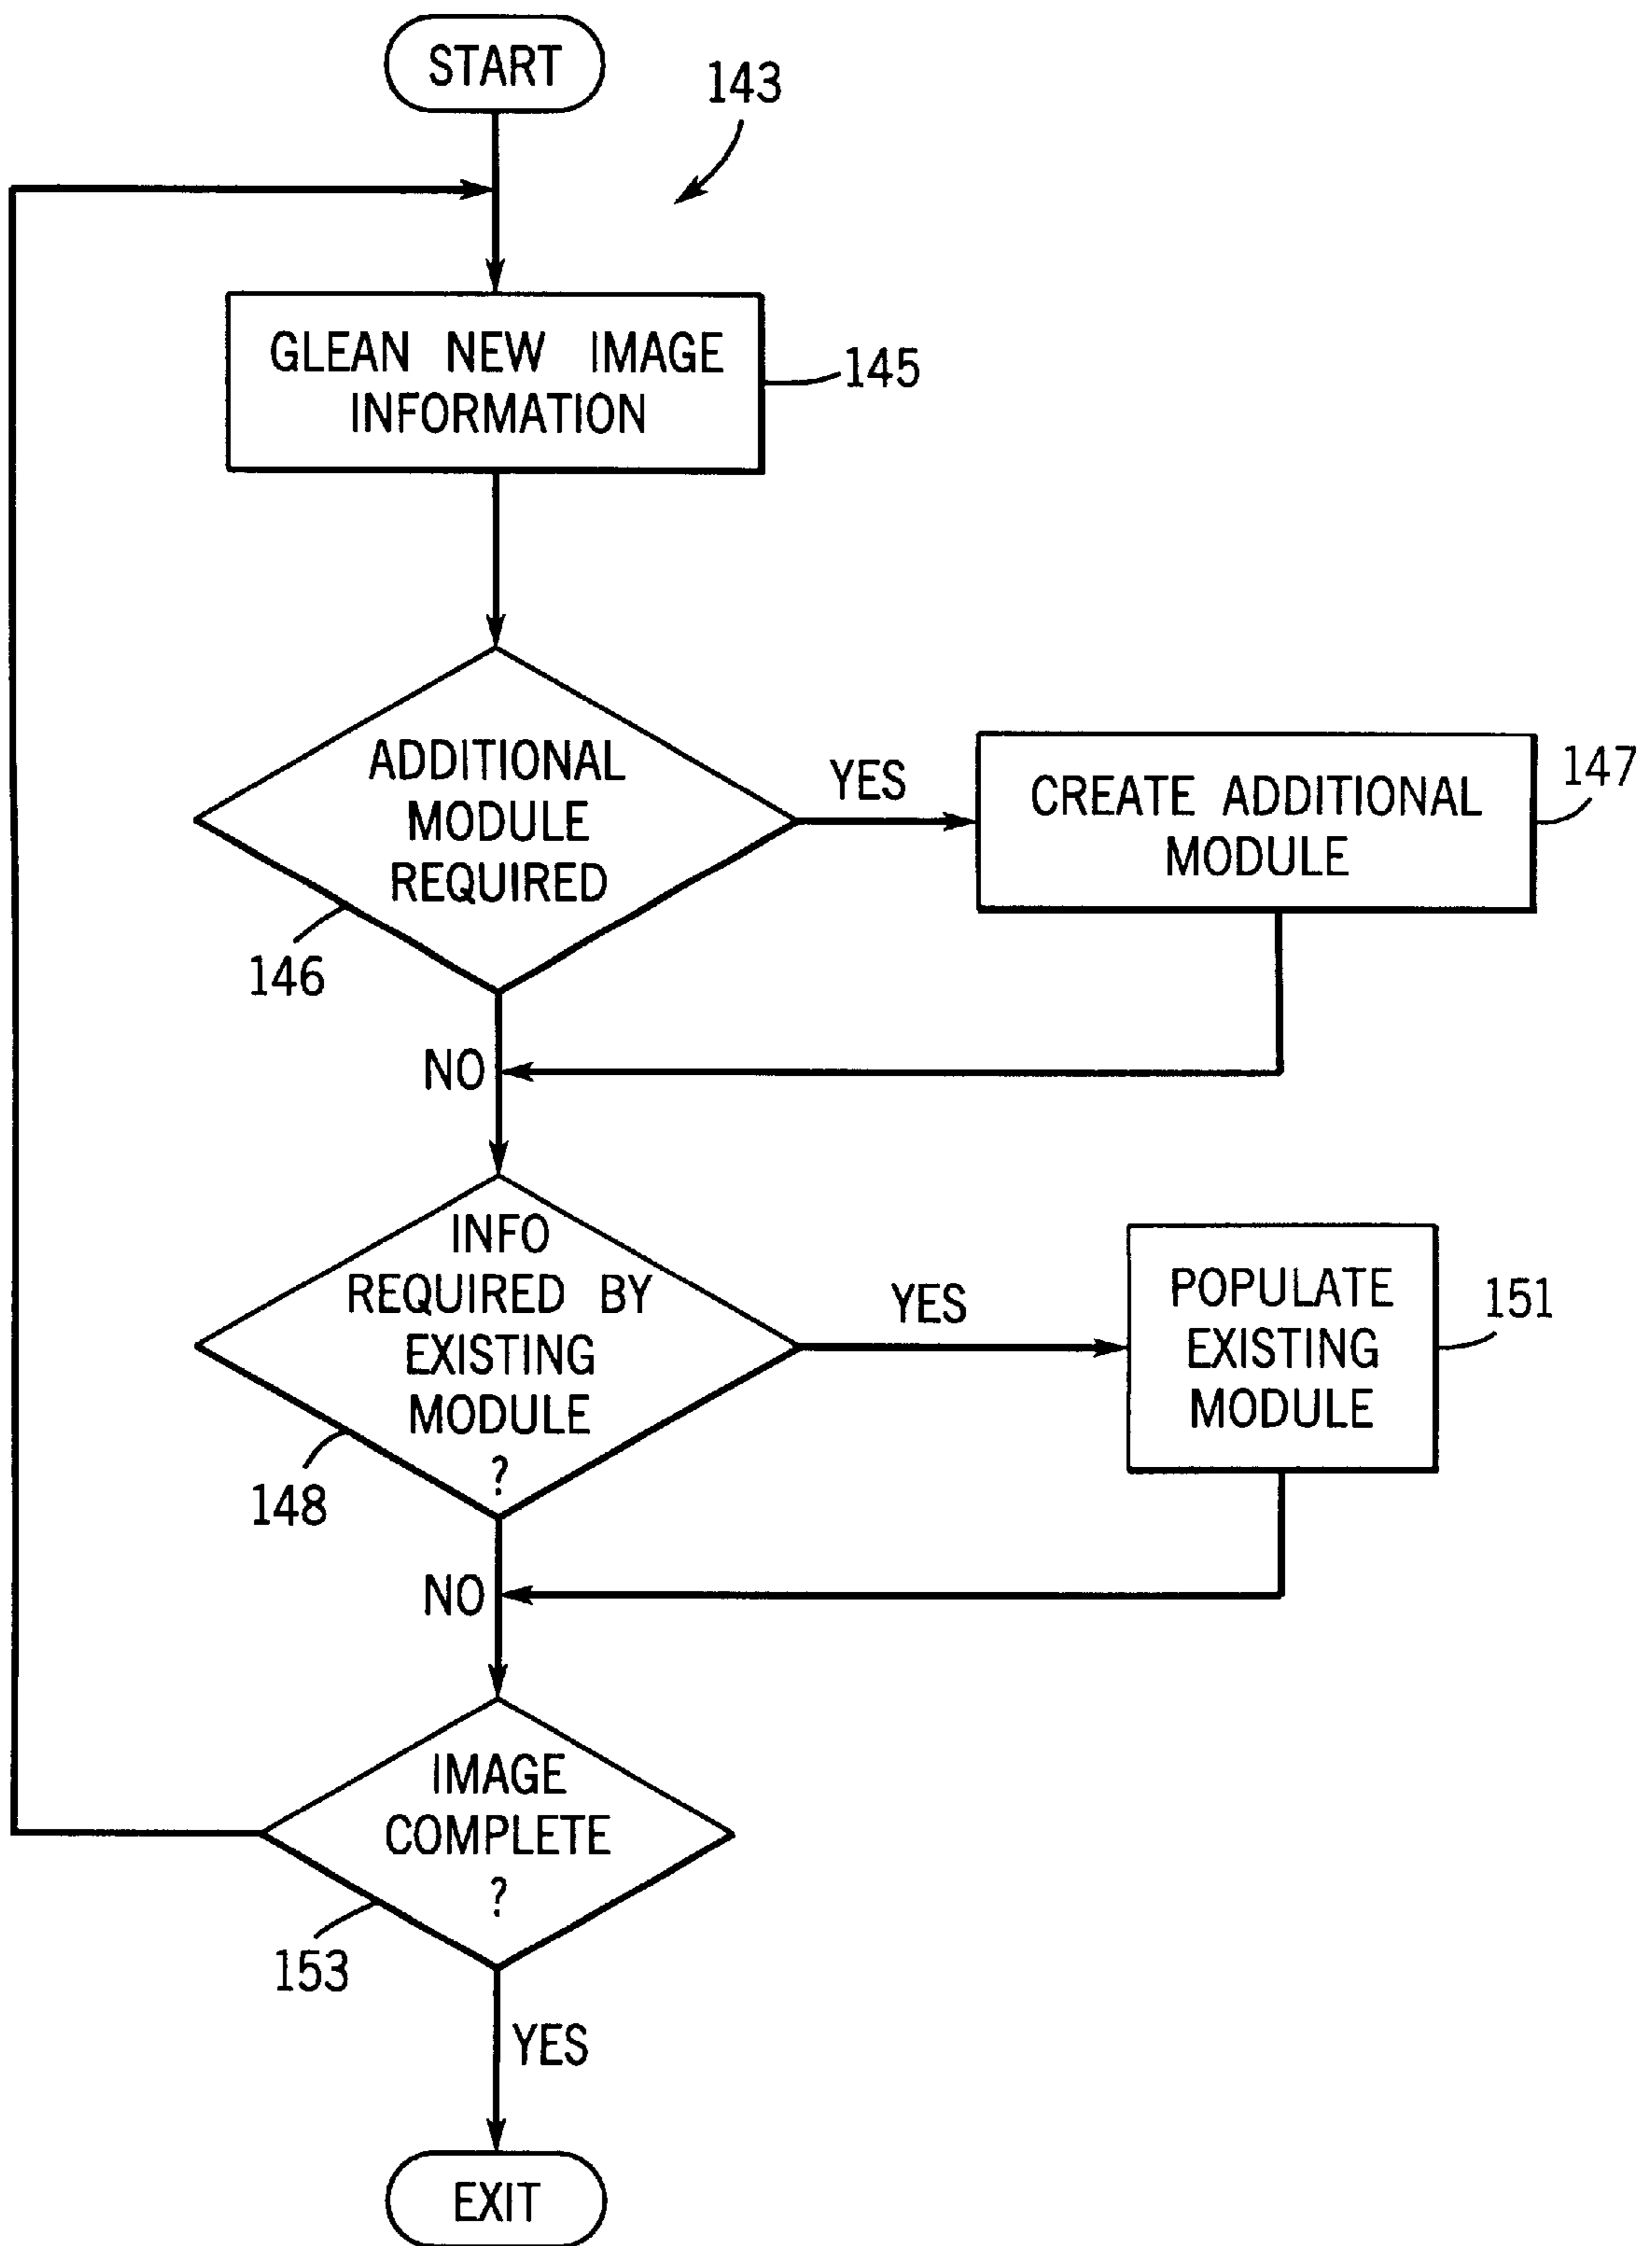 START
143
GLEAN NEW IMAGE
INFORMATION
145
ADDITIONAL
MODULE
REQUIRED
146
YES
CREATE ADDITIONAL
MODULE
147
NO
INFO
REQUIRED BY
EXISTING
MODULE
?
148
YES
POPULATE
EXISTING
MODULE
151
NO
IMAGE
COMPLETE
?
153
YES
EXIT